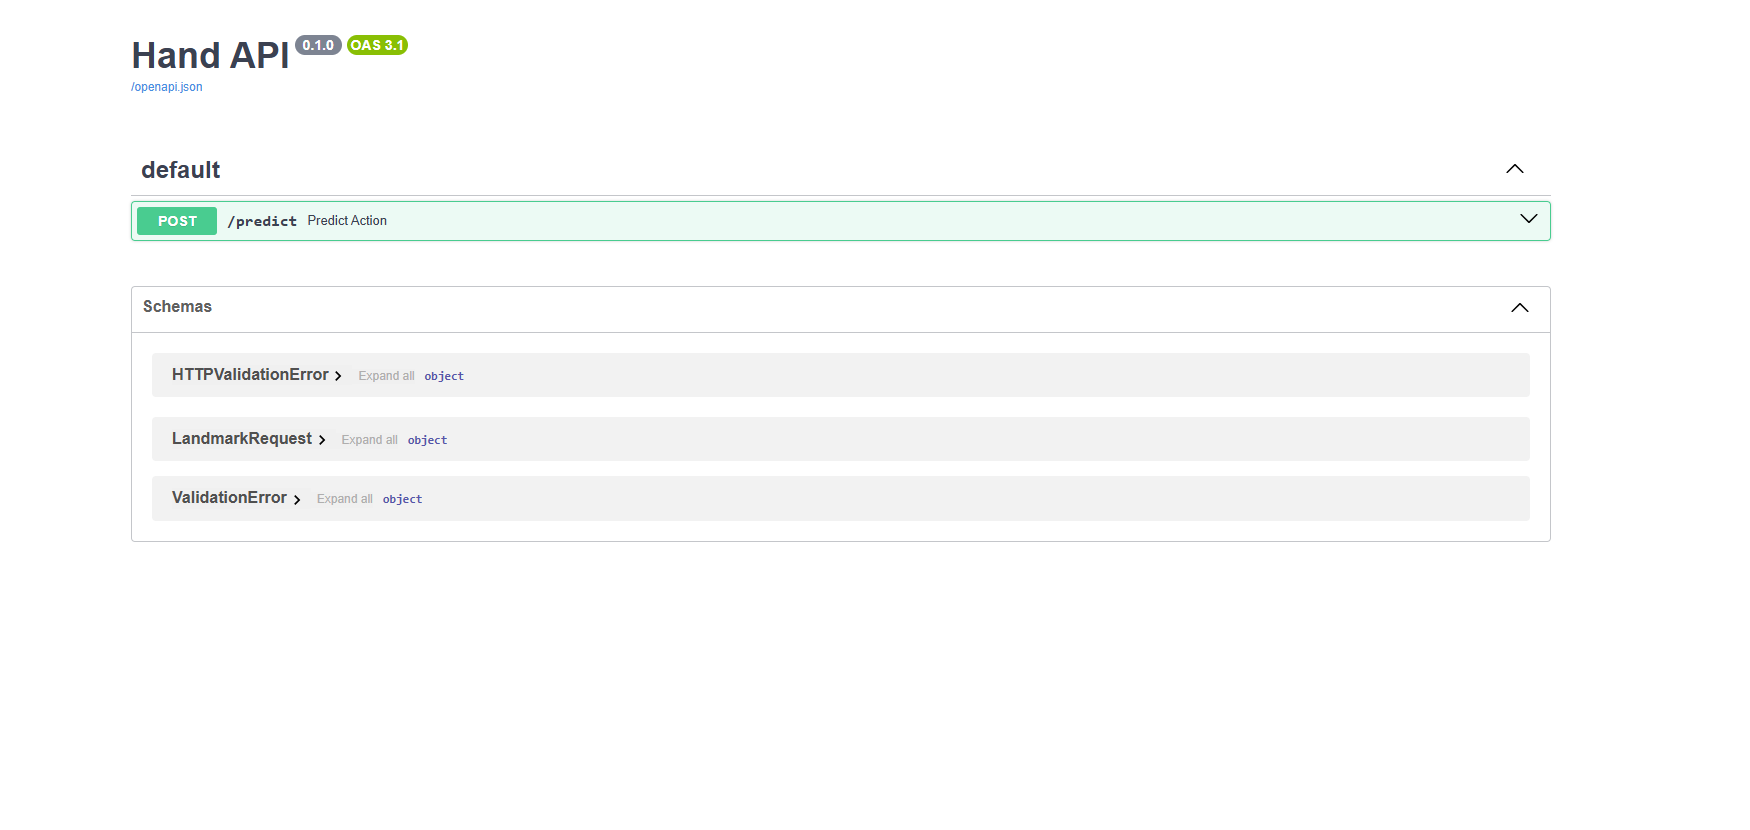 Hand API 0.1.0 OAS 3.1
/openapi.json
default
POST /predict Predict Action
Schemas
HTTPValidationError Expand all object
LandmarkRequest Expand all object
ValidationError Expand all object